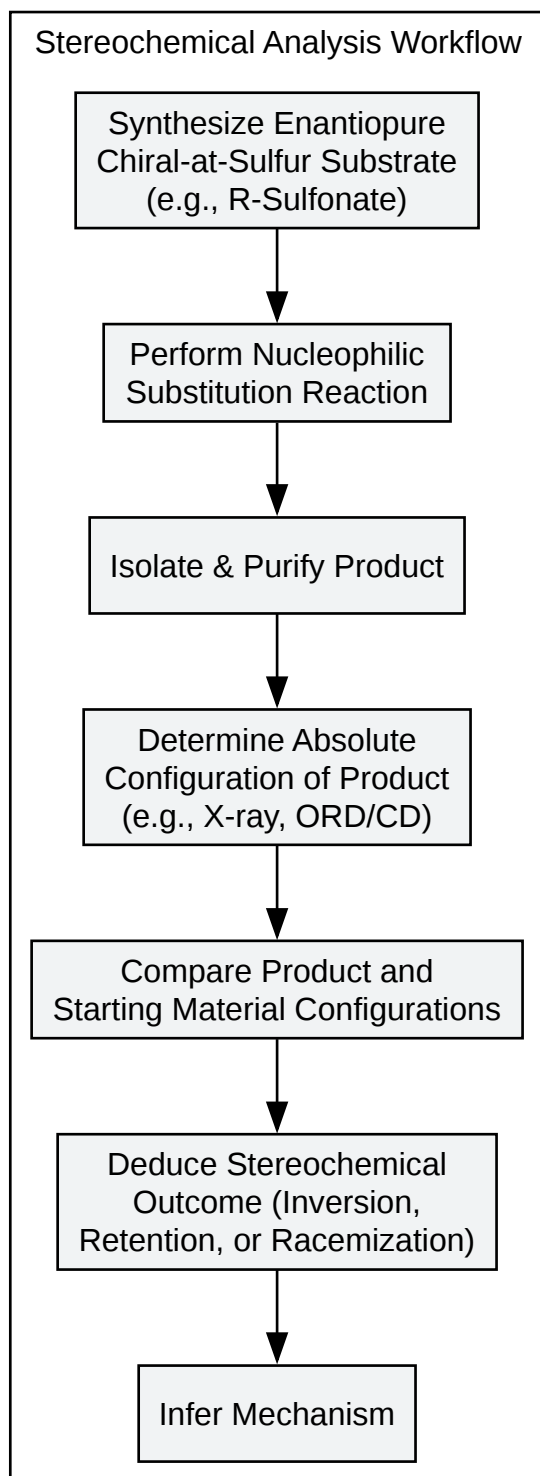 Stereochemical Analysis Workflow
Synthesize Enantiopure
Chiral-at-Sulfur Substrate
(e.g., R-Sulfonate)
Perform Nucleophilic
Substitution Reaction
Isolate & Purify Product
Determine Absolute
Configuration of Product
(e.g., X-ray, ORD/CD)
Compare Product and
Starting Material Configurations
Deduce Stereochemical
Outcome (Inversion,
Retention, or Racemization)
Infer Mechanism